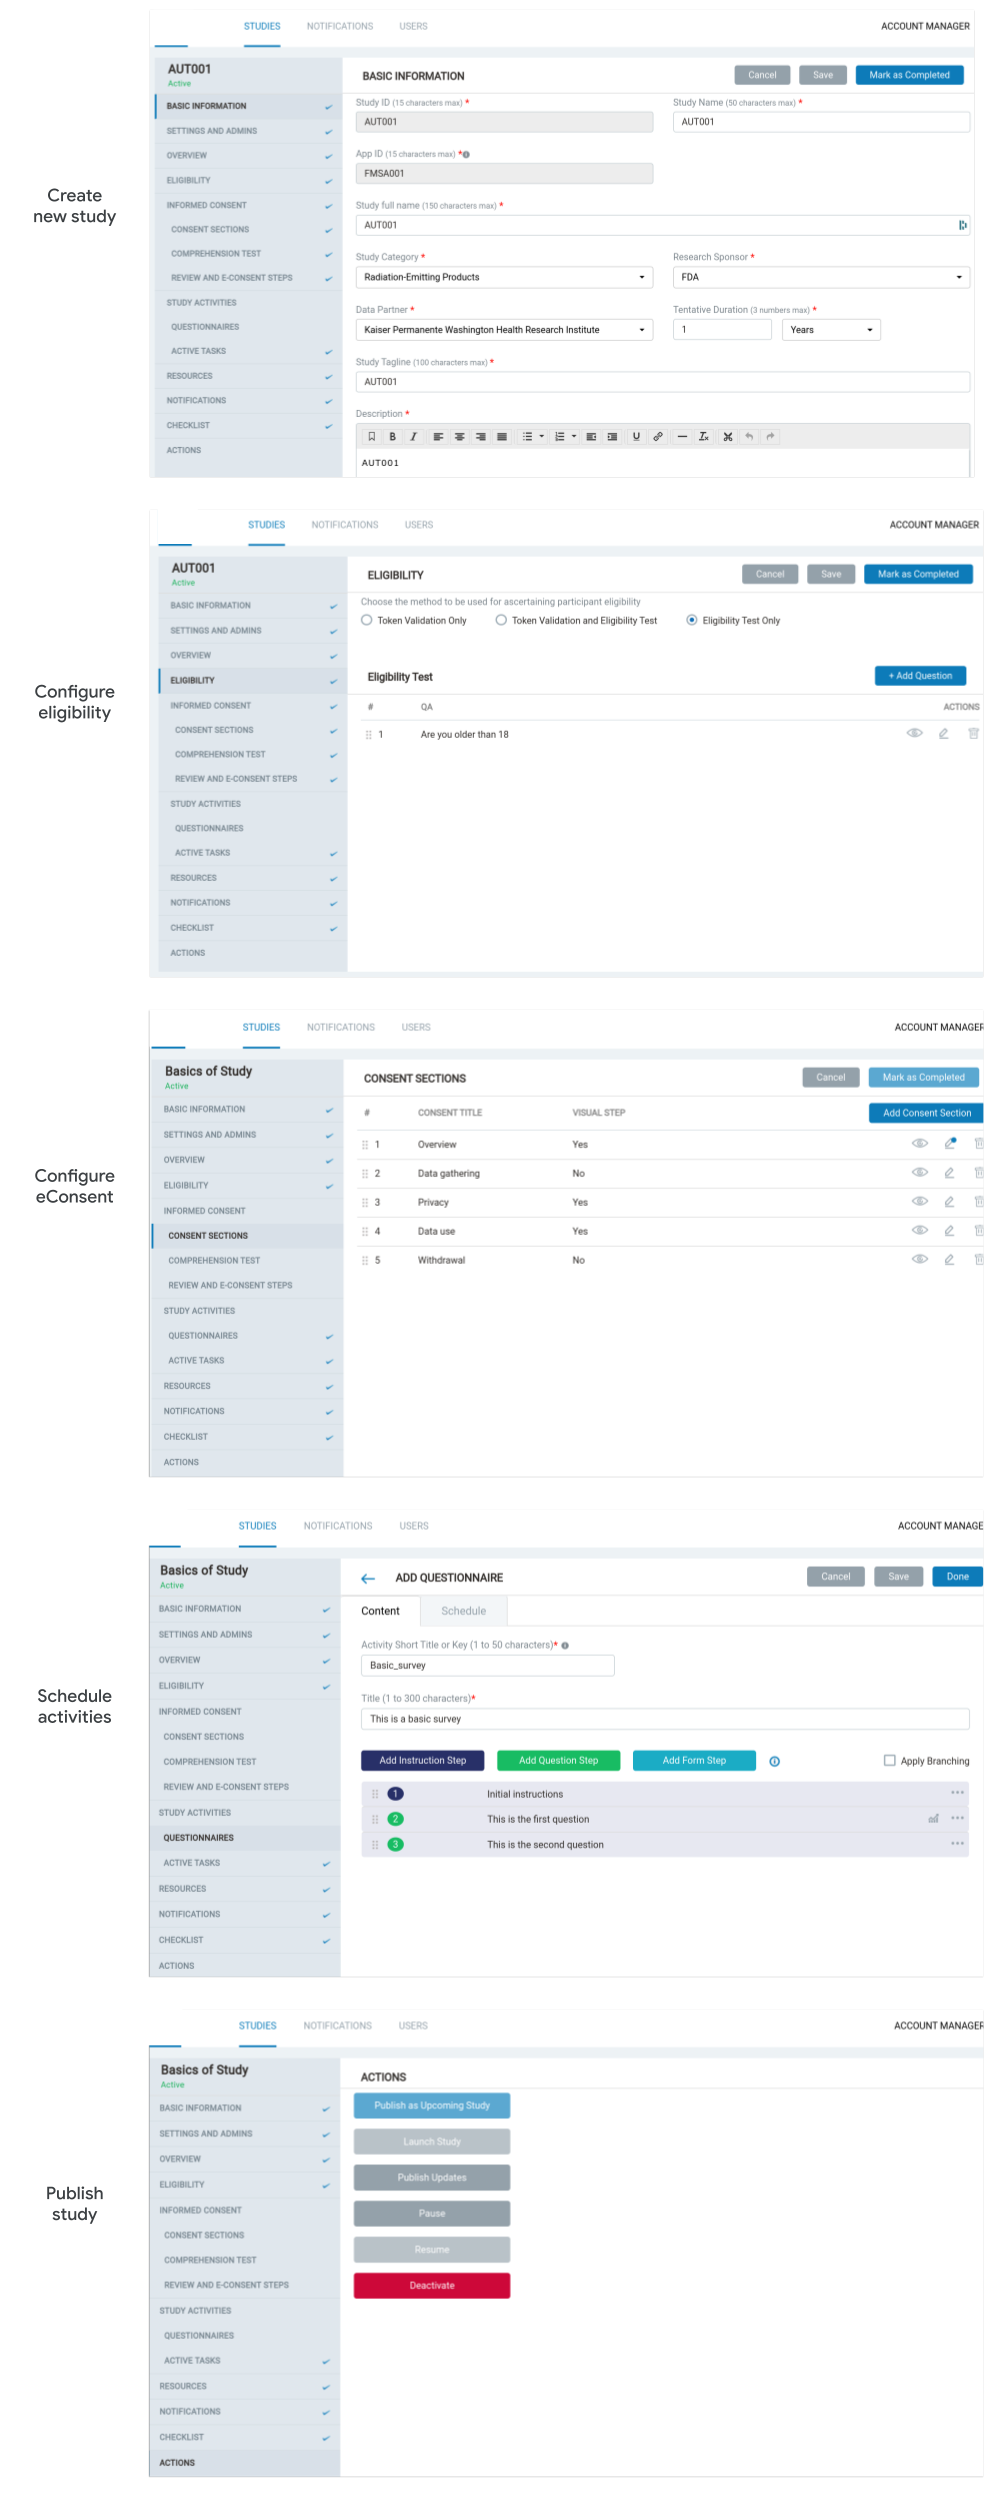 STUDIES NOTIFICATIONS USERS ACCOUNT MANAGER
AUT001
Active
BASIC INFORMATION
SETTINGS AND ADMINS
OVERVIEW
ELIGIBILITY
INFORMED CONSENT
CONSENT SECTIONS
COMPREHENSION TEST
REVIEW AND E-CONSENT STEPS
STUDY ACTIVITIES
QUESTIONNAIRES
ACTIVE TASKS
RESOURCES
NOTIFICATIONS
CHECKLIST
ACTIONS
Create
new study
BASIC INFORMATION Cancel Save Mark as Completed
Study ID (15 characters max) * Study Name (50 characters max) *
AUT001 AUT001
App ID (15 characters max) *
FMSA001
Study full name (150 characters max) *
AUT001
Study Category * Research Sponsor *
Radiation-Emitting Products FDA
Data Partner * Tentative Duration (3 numbers max) *
Kaiser Permanente Washington Health Research Institute 1 Years
Study Tagline (100 characters max) *
AUT001
Description *
AUT001
STUDIES NOTIFICATIONS USERS ACCOUNT MANAGER
AUT001
Active
BASIC INFORMATION
SETTINGS AND ADMINS
OVERVIEW
ELIGIBILITY
INFORMED CONSENT
CONSENT SECTIONS
COMPREHENSION TEST
REVIEW AND E-CONSENT STEPS
STUDY ACTIVITIES
QUESTIONNAIRES
ACTIVE TASKS
RESOURCES
NOTIFICATIONS
CHECKLIST
ACTIONS
Configure
eligibility
ELIGIBILITY Cancel Save Mark as Completed
Choose the method to be used for ascertaining participant eligibility
Token Validation Only Token Validation and Eligibility Test Eligibility Test Only
Eligibility Test + Add Question
# QA ACTIONS
1 Are you older than 18
STUDIES NOTIFICATIONS USERS ACCOUNT MANAGER
Basics of Study
Active
BASIC INFORMATION
SETTINGS AND ADMINS
OVERVIEW
ELIGIBILITY
INFORMED CONSENT
CONSENT SECTIONS
COMPREHENSION TEST
REVIEW AND E-CONSENT STEPS
STUDY ACTIVITIES
QUESTIONNAIRES
ACTIVE TASKS
RESOURCES
NOTIFICATIONS
CHECKLIST
ACTIONS
Configure
eConsent
CONSENT SECTIONS Cancel Mark as Completed
# CONSENT TITLE VISUAL STEP Add Consent Section
1 Overview Yes
2 Data gathering No
3 Privacy Yes
4 Data use Yes
5 Withdrawal No
STUDIES NOTIFICATIONS USERS ACCOUNT MANAGE
Basics of Study
Active
BASIC INFORMATION
SETTINGS AND ADMINS
OVERVIEW
ELIGIBILITY
INFORMED CONSENT
CONSENT SECTIONS
COMPREHENSION TEST
REVIEW AND E-CONSENT STEPS
STUDY ACTIVITIES
QUESTIONNAIRES
ACTIVE TASKS
RESOURCES
NOTIFICATIONS
CHECKLIST
ACTIONS
Schedule
activities
ADD QUESTIONNAIRE Cancel Save Done
Content Schedule
Activity Short Title or Key (1 to 50 characters)*
Basic_survey
Title (1 to 300 characters)*
This is a basic survey
Add Instruction Step Add Question Step Add Form Step Apply Branching
1 Initial instructions
2 This is the first question
3 This is the second question
STUDIES NOTIFICATIONS USERS ACCOUNT MANAGER
Basics of Study
Active
BASIC INFORMATION
SETTINGS AND ADMINS
OVERVIEW
ELIGIBILITY
INFORMED CONSENT
CONSENT SECTIONS
COMPREHENSION TEST
REVIEW AND E-CONSENT STEPS
STUDY ACTIVITIES
QUESTIONNAIRES
ACTIVE TASKS
RESOURCES
NOTIFICATIONS
CHECKLIST
ACTIONS
Publish
study
ACTIONS
Publish as Upcoming Study
Launch Study
Publish Updates
Pause
Resume
Deactivate